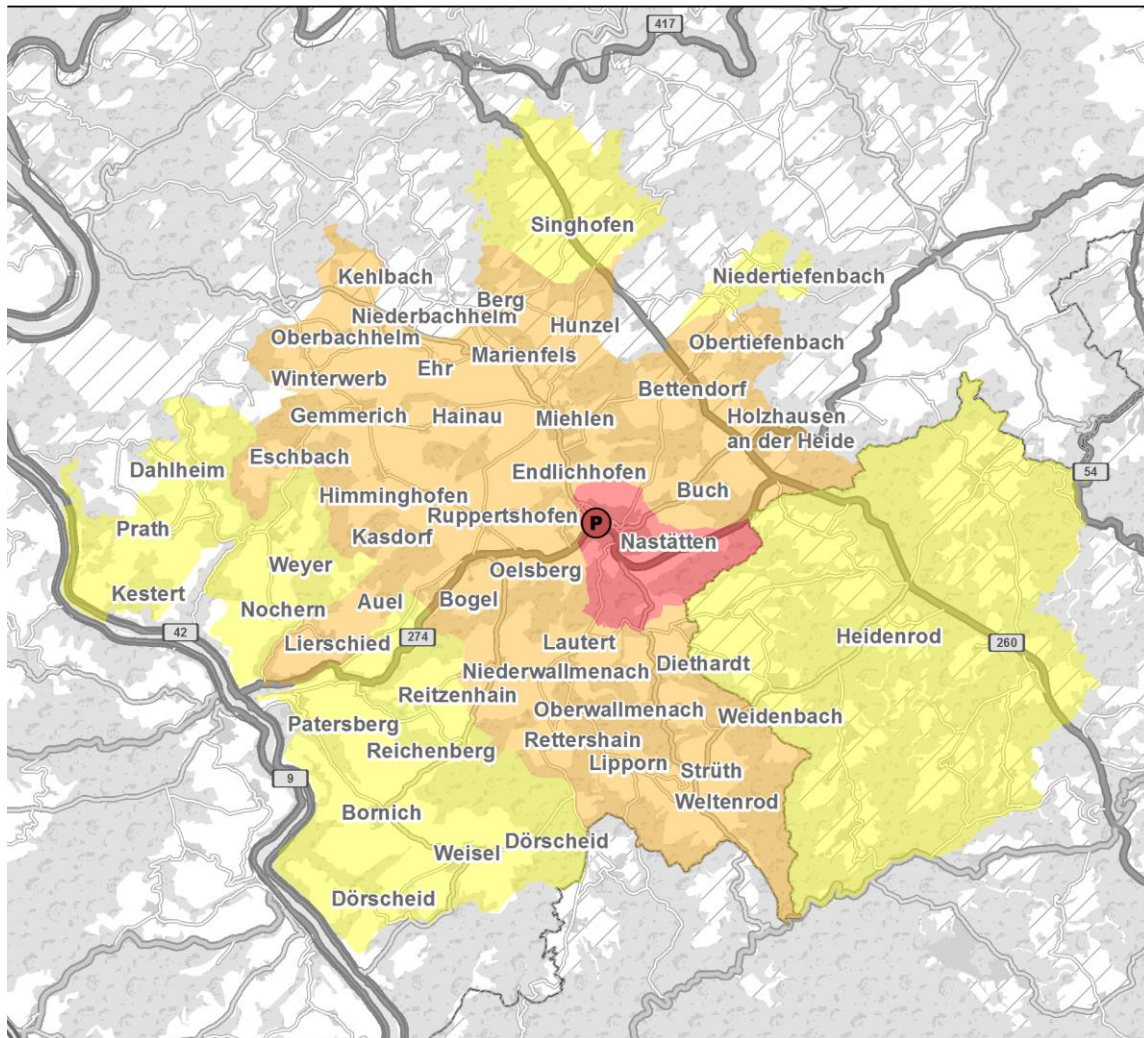 417
Singhofen
Kehlbach
Niedertiefenbach
Berg
Niederbachheim
Hunzel
Oberbachheim
Obertiefenbach
Marienfels
Ehr
Winterwerb
Bettendorf
Gemmerich
Hainau
Miehlen
Holzhausen
an der Heide
Eschbach
Dahlheim
Endlichhofen
54
Himminghofen
Buch
Ruppertshofen
P
Prath
Kasdorf
Nastätten
Weyer
Oelsberg
Kestert
Auel
Bogel
Nochern
42
274
Lierschied
Lautert
Heidenrod
260
Niederwallmenach
Diethardt
Reitzenhain
Oberwallmenach
Weidenbach
Patersberg
Reichenberg
Rettershain
Lipporn
Strüth
9
Weltenrod
Bornich
Dörscheid
Weisel
Dörscheid